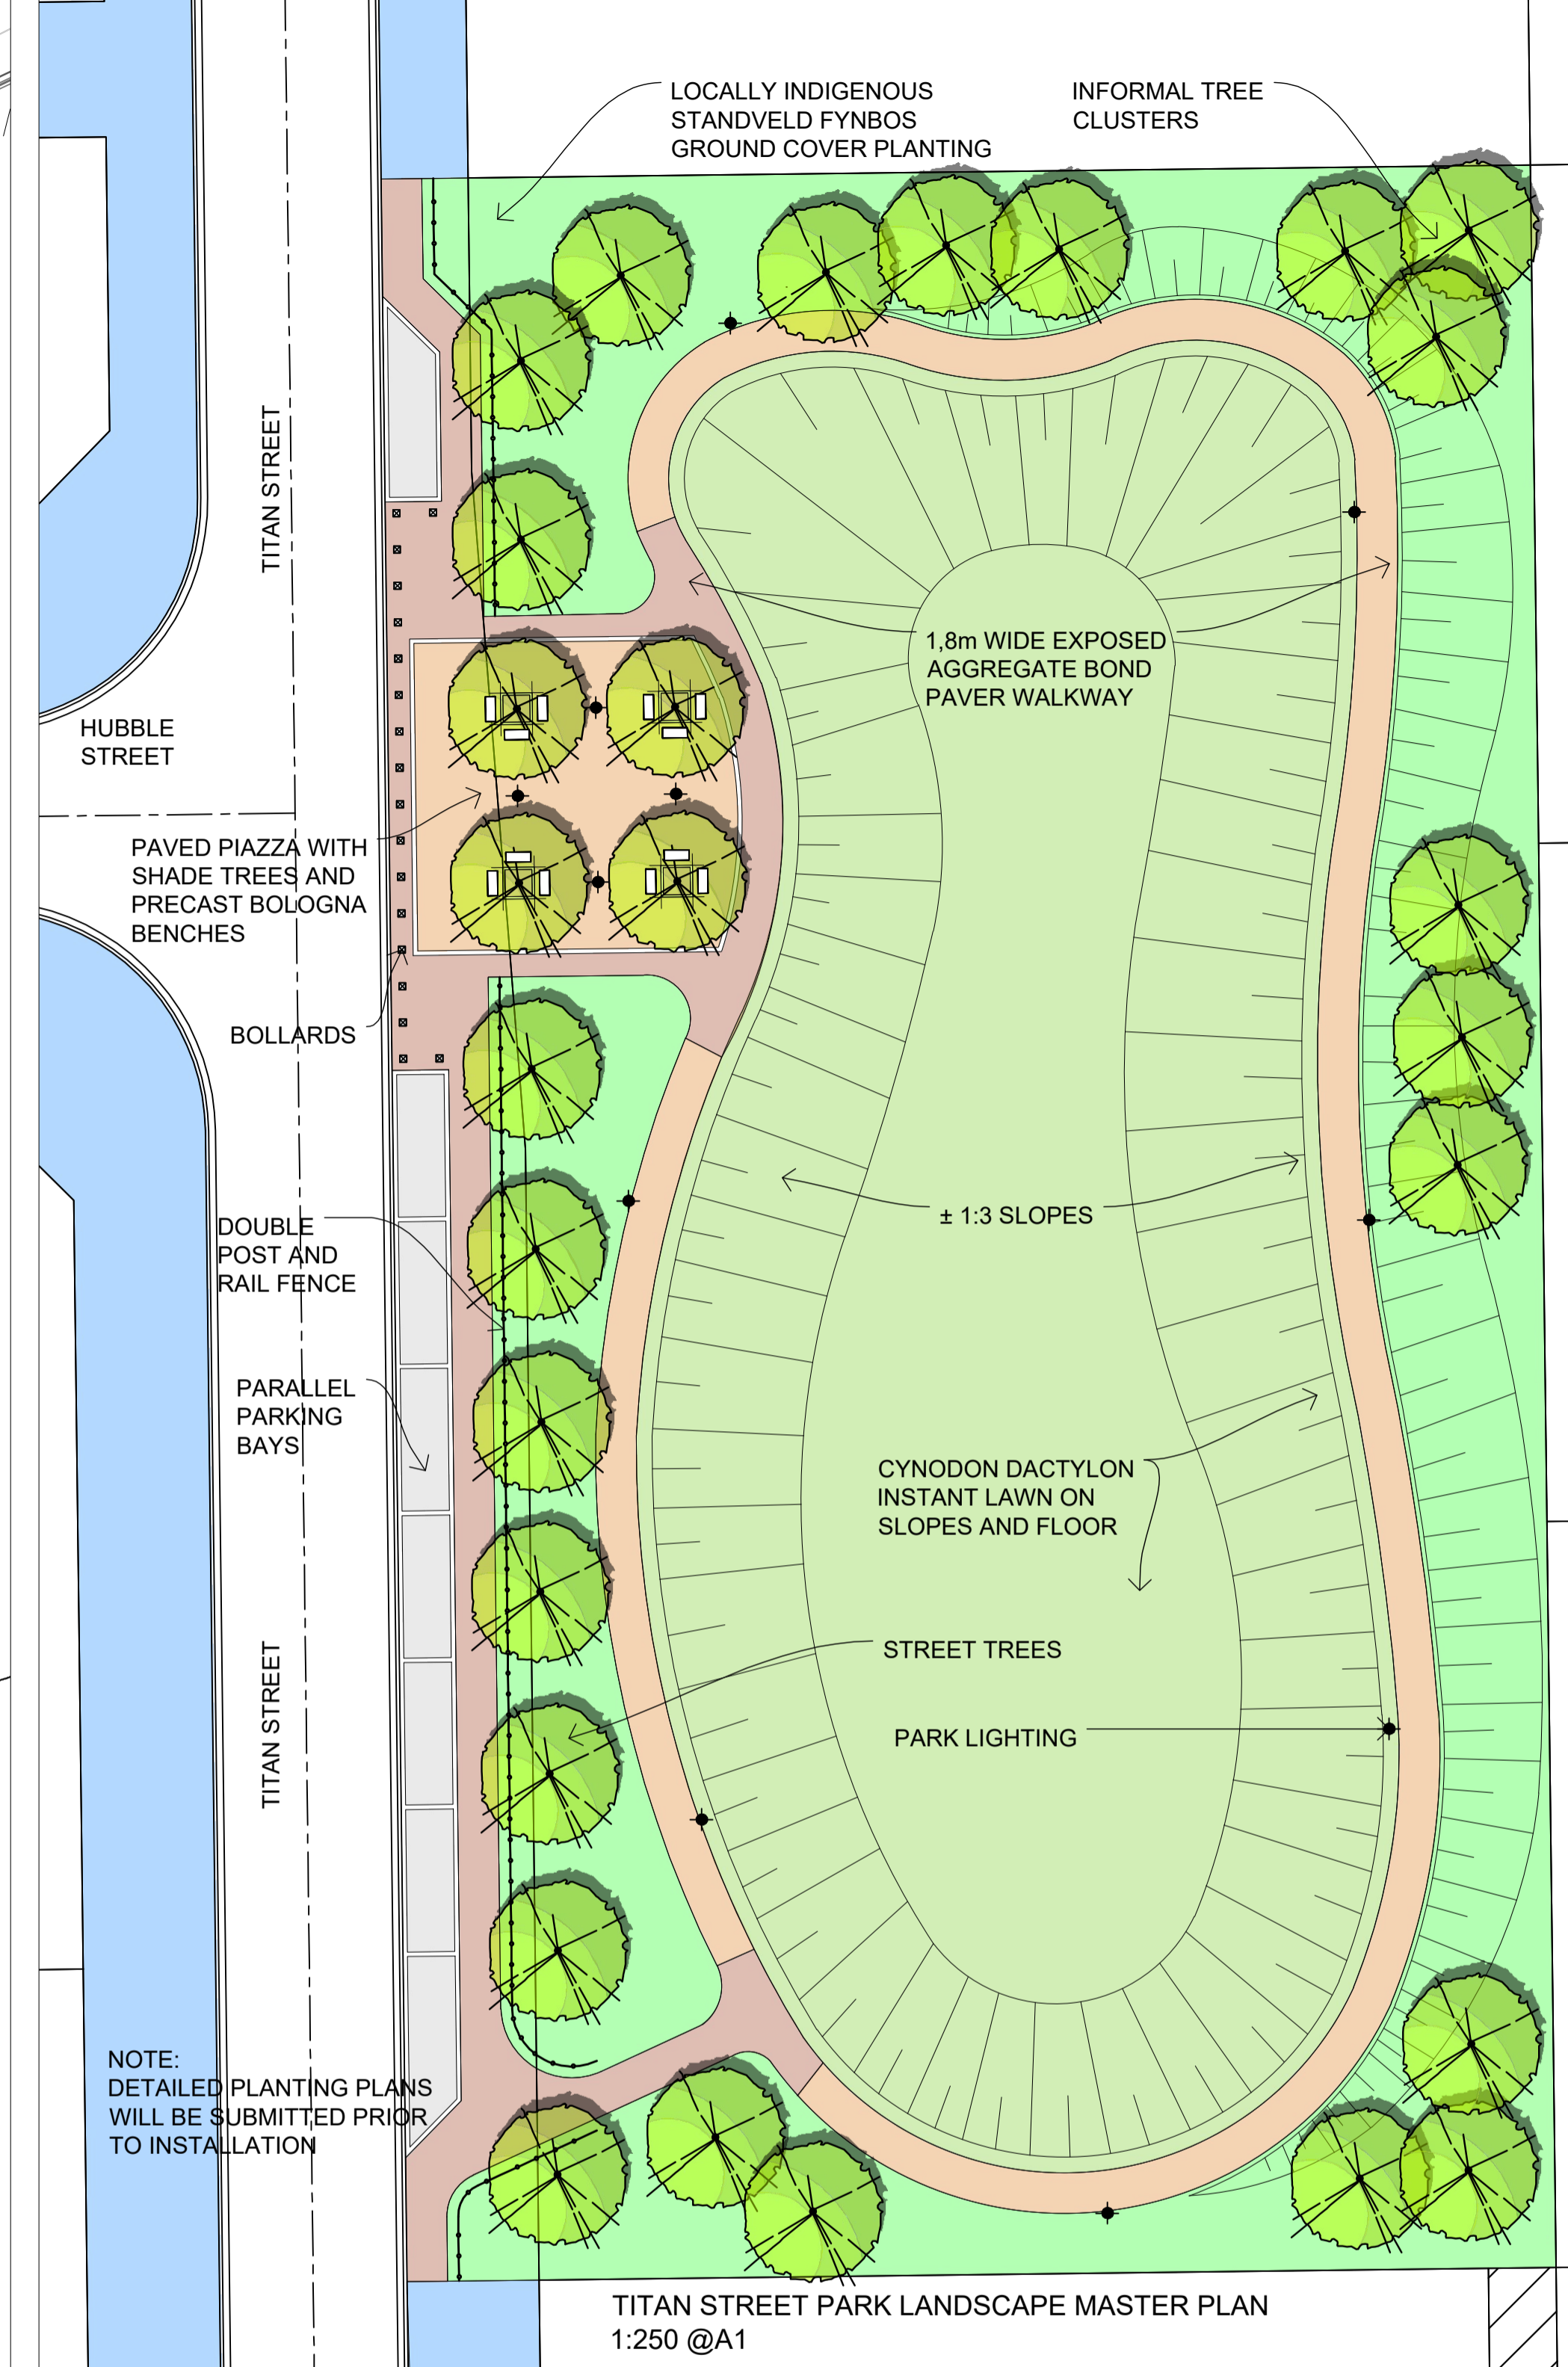 LOCALLY INDIGENOUS
STANDVELD FYNBOS
GROUND COVER PLANTING
INFORMAL TREE
CLUSTERS
TITAN STREET
1,8m WIDE EXPOSED
AGGREGATE BOND
PAVER WALKWAY
HUBBLE
STREET
PAVED PIAZZA WITH
SHADE TREES AND
PRECAST BOLOGNA
BENCHES
BOLLARDS
DOUBLE
POST AND
RAIL FENCE
± 1:3 SLOPES
PARALLEL
PARKING
BAYS
CYNODON DACTYLON
INSTANT LAWN ON
SLOPES AND FLOOR
STREET TREES
TITAN STREET
PARK LIGHTING
NOTE:
DETAILED PLANTING PLANS
WILL BE SUBMITTED PRIOR
TO INSTALLATION
TITAN STREET PARK LANDSCAPE MASTER PLAN
1:250 @A1